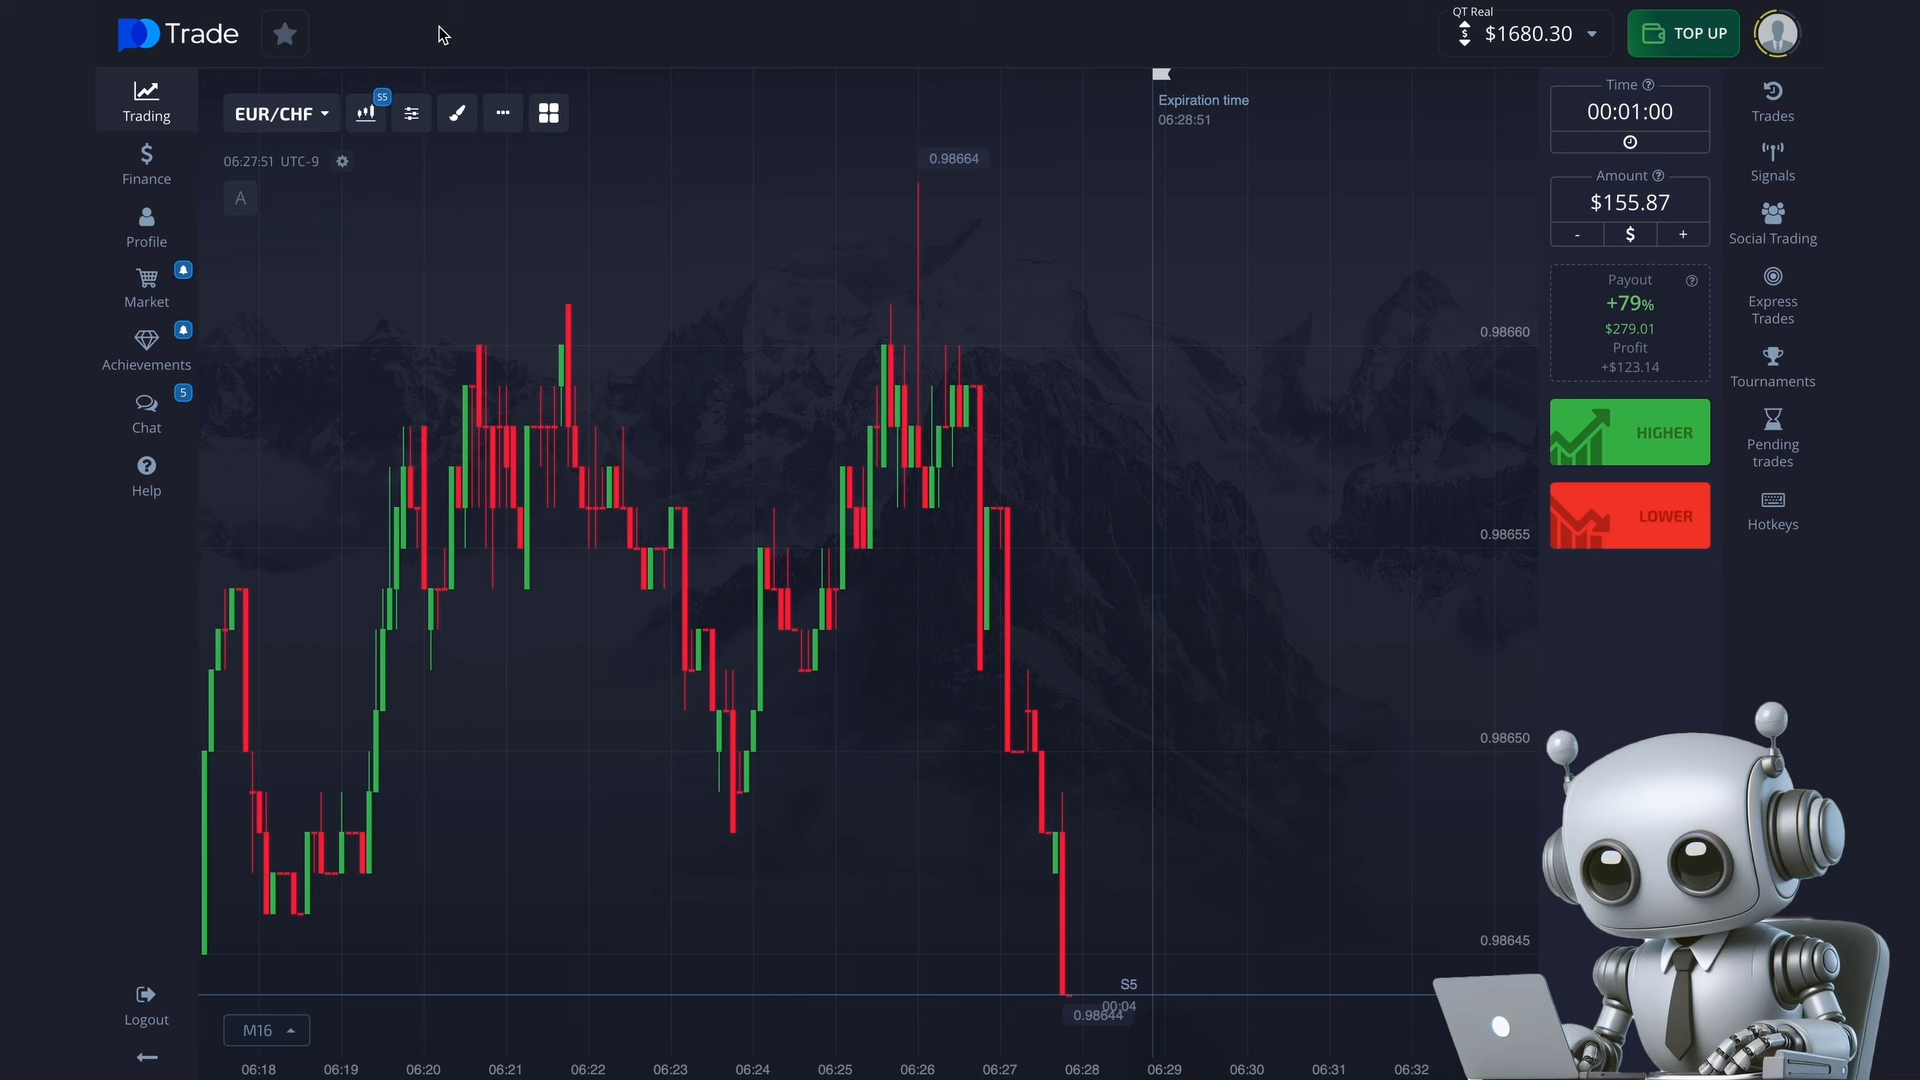 Trade
QT Real
$1680.30
TOP UP
Trading
Finance
Profile
Market
Achievements
5
Chat
Help
Logout
EUR/CHF
S5
06:27:51 UTC-9
A
Expiration time
06:28:51
0.98664
0.98660
0.98655
0.98650
0.98645
S5
00:04
0.98644
M16
06:18 06:19 06:20 06:21 06:22 06:23 06:24 06:25 06:26 06:27 06:28 06:29 06:30 06:31 06:32
Time
00:01:00
Amount
$155.87
- $ +
Payout
+79%
$279.01
Profit
+$123.14
HIGHER
LOWER
Trades
Signals
Social Trading
Express
Trades
Tournaments
Pending
trades
Hotkeys